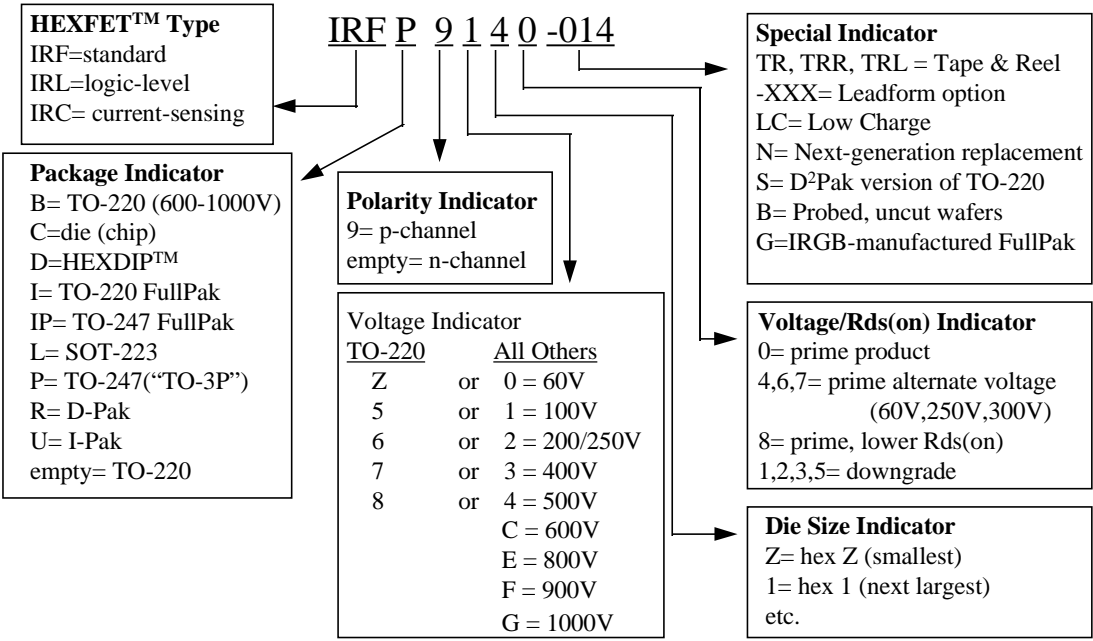 IRF P 9 1 4 0 -014
HEXFET™ Type
IRF=standard
IRL=logic-level
IRC= current-sensing
Package Indicator
B= TO-220 (600-1000V)
C=die (chip)
D=HEXDIP™
I= TO-220 FullPak
IP= TO-247 FullPak
L= SOT-223
P= TO-247(“TO-3P”)
R= D-Pak
U= I-Pak
empty= TO-220
Polarity Indicator
9= p-channel
empty= n-channel
Voltage Indicator
TO-220 All Others
Z or 0 = 60V
5 or 1 = 100V
6 or 2 = 200/250V
7 or 3 = 400V
8 or 4 = 500V
C = 600V
E = 800V
F = 900V
G = 1000V
Special Indicator
TR, TRR, TRL = Tape & Reel
-XXX= Leadform option
LC= Low Charge
N= Next-generation replacement
S= D²Pak version of TO-220
B= Probed, uncut wafers
G=IRGB-manufactured FullPak
Voltage/Rds(on) Indicator
0= prime product
4,6,7= prime alternate voltage
(60V,250V,300V)
8= prime, lower Rds(on)
1,2,3,5= downgrade
Die Size Indicator
Z= hex Z (smallest)
1= hex 1 (next largest)
etc.